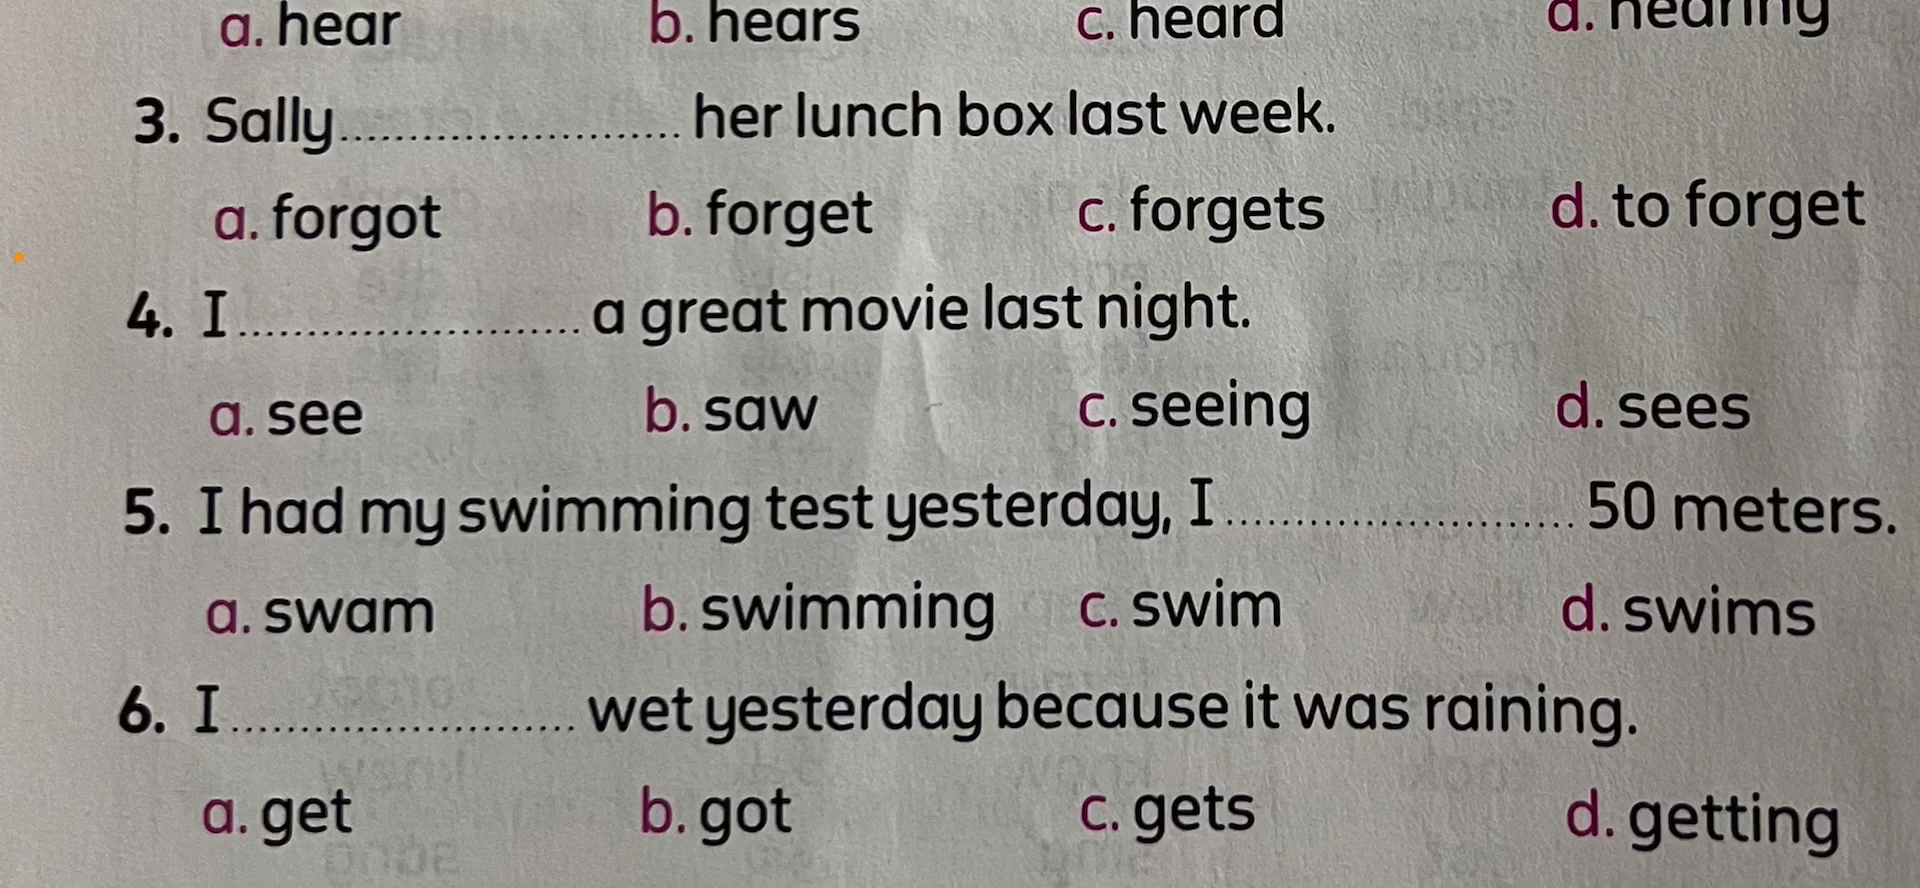 a. hear b. hears c. heard d. hearing
3. Sally........................ her lunch box last week.
a. forgot b. forget c. forgets d. to forget
4. I........................ a great movie last night.
a. see b. saw c. seeing d. sees
5. I had my swimming test yesterday, I........................ 50 meters.
a. swam b. swimming c. swim d. swims
6. I........................ wet yesterday because it was raining.
a. get b. got c. gets d. getting